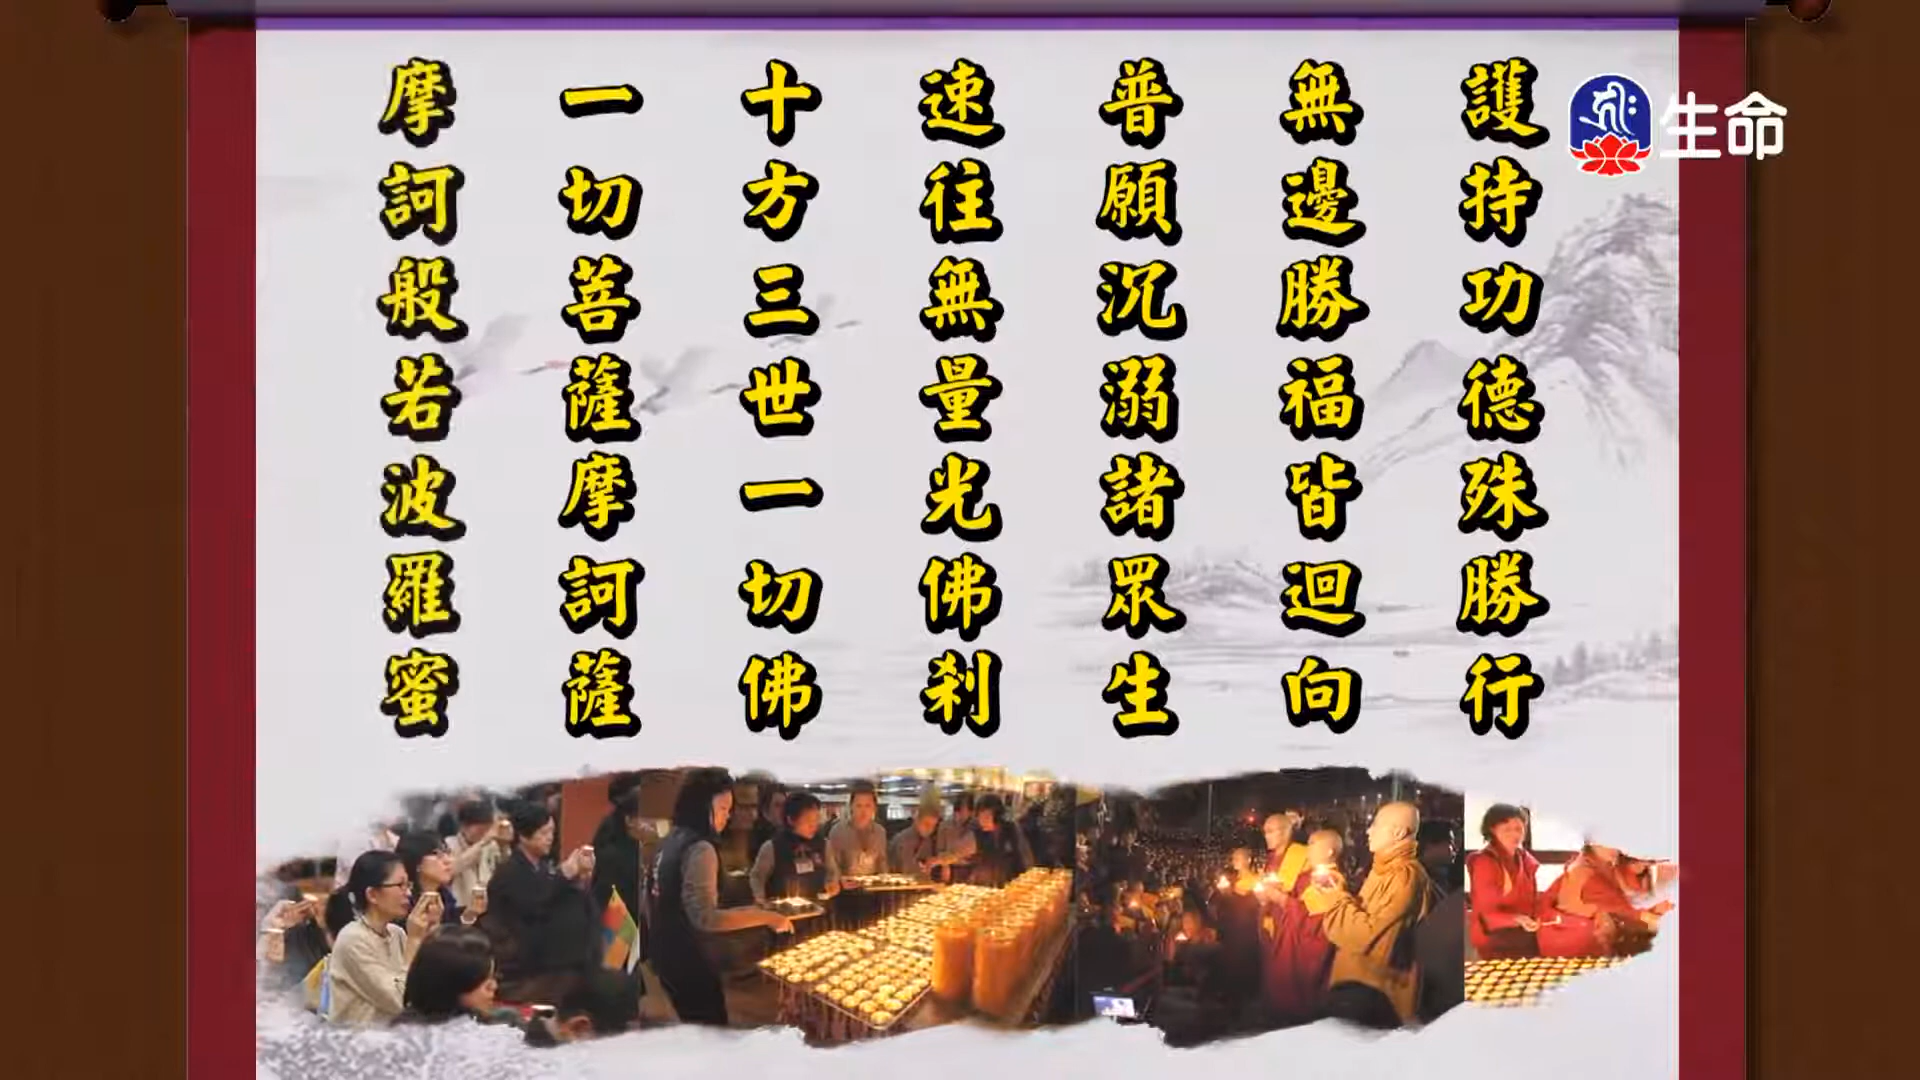 護持功德殊勝行
無邊勝福皆迴向
普願沉溺諸眾生
速往無量光佛剎
十方三世一切佛
一切菩薩摩訶薩
摩訶般若波羅蜜
生命